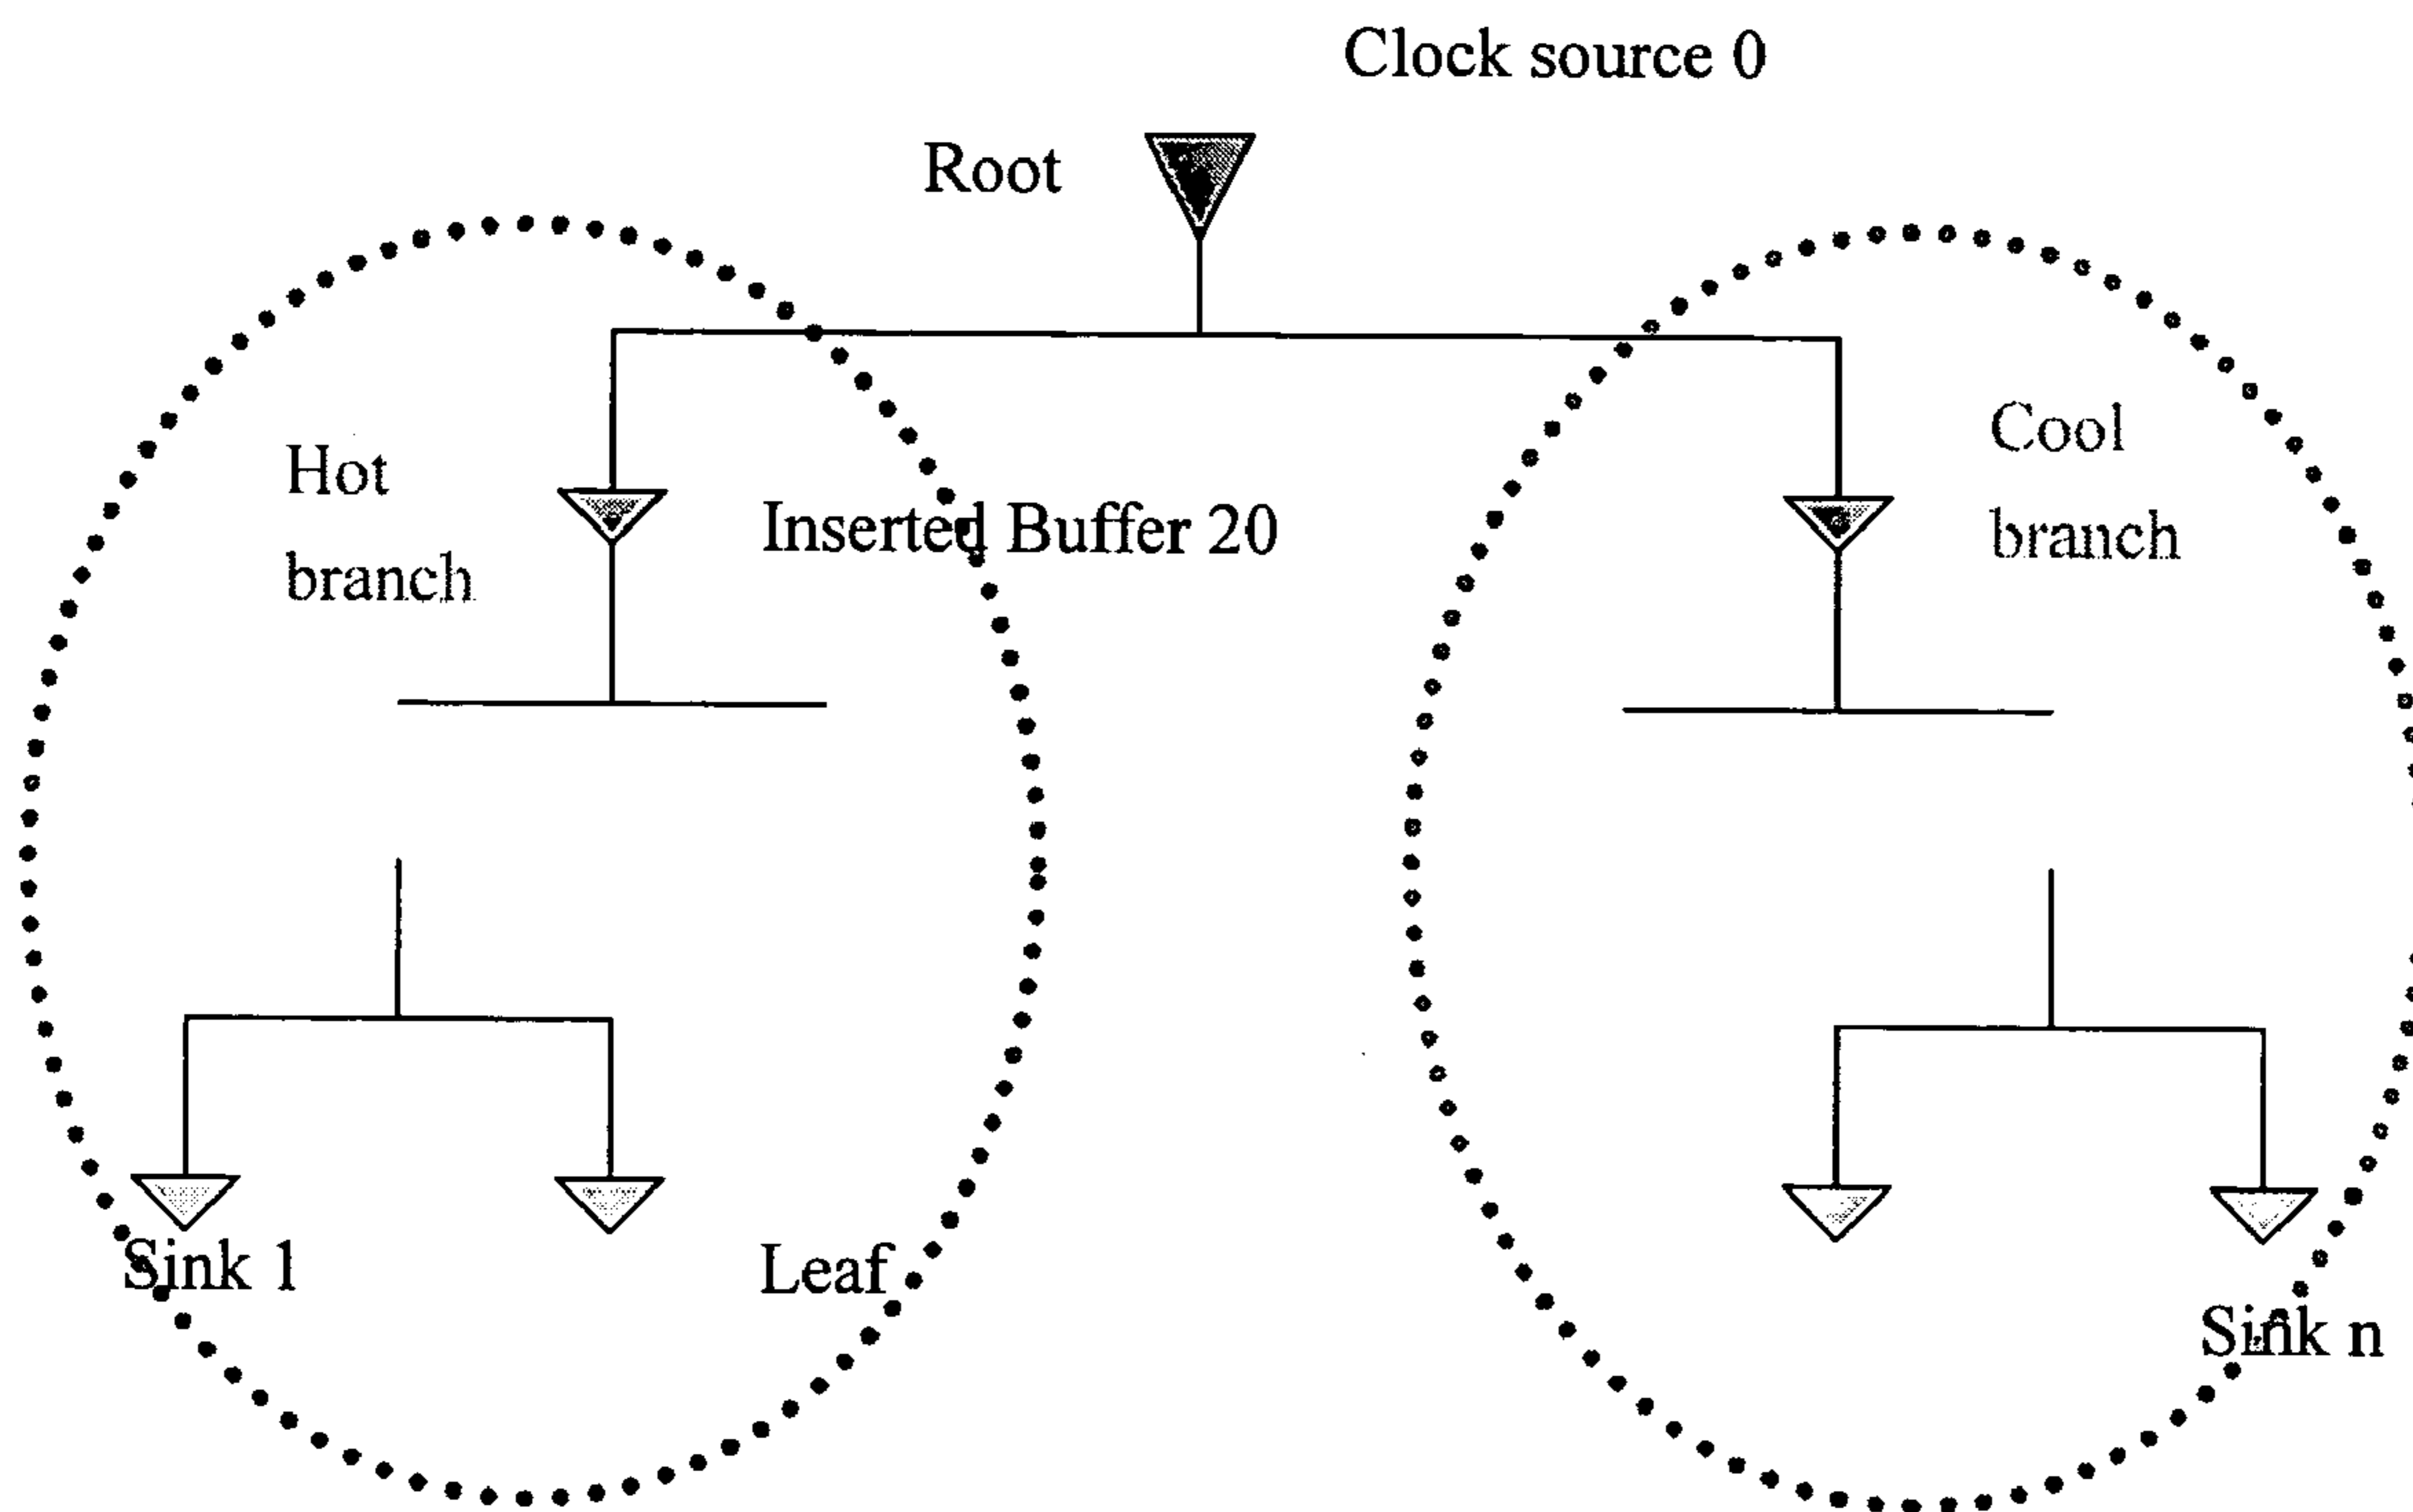 Clock source 0
Root
Hot
branch
Inserted Buffer 20
Cool
branch
Sink 1
Leaf
Sink n